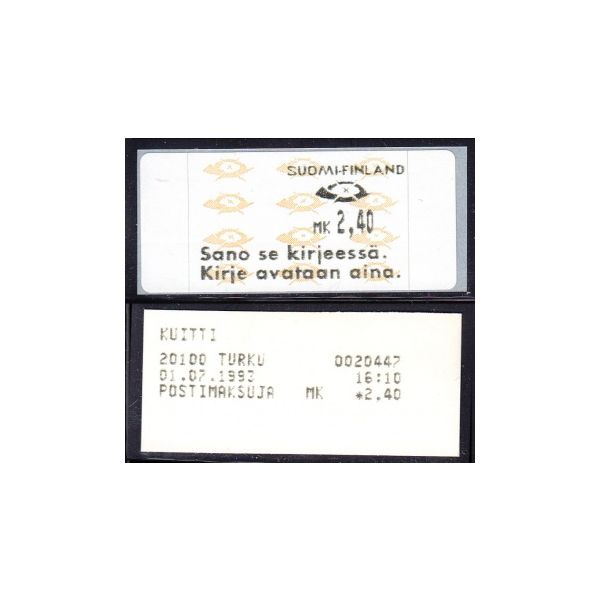 SUOMI-FINLAND
MK 2,40
Sano se kirjeessä.
Kirje avataan aina.
KUITTI
20100 TURKU 0020447
01.07.1993 16:10
POSTIMAKSUJA MK *2.40